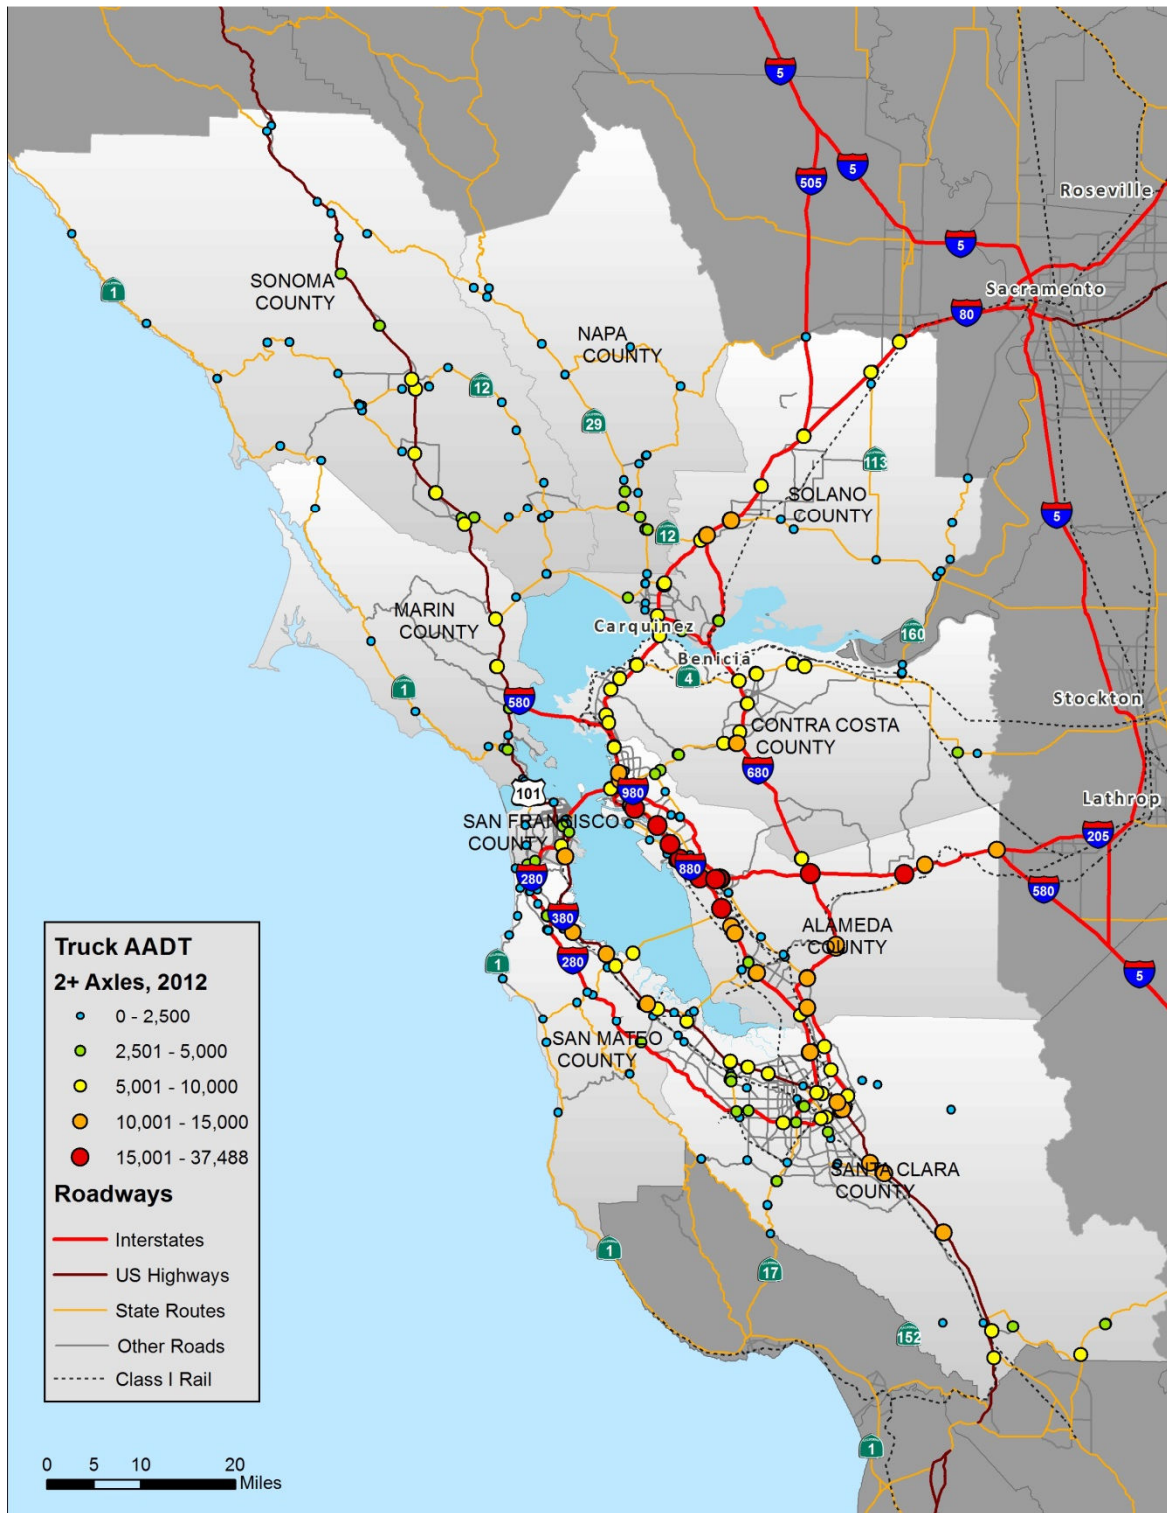 5
505
5
Roseville
5
Sacramento
80
SONOMA
COUNTY
1
NAPA
COUNTY
12
29
113
5
SOLANO
COUNTY
12
MARIN
COUNTY
Carquinez
160
Benicia
4
1
580
Stockton
CONTRA COSTA
COUNTY
680
101
980
Lathrop
SAN FRANCISCO
COUNTY
205
880
280
580
380
ALAMEDA
COUNTY
1
280
5
SAN MATEO
COUNTY
SANTA CLARA
COUNTY
1
17
152
1
Truck AADT
2+ Axles, 2012
0 - 2,500
2,501 - 5,000
5,001 - 10,000
10,001 - 15,000
15,001 - 37,488
Roadways
Interstates
US Highways
State Routes
Other Roads
Class I Rail
0 5 10 20
Miles